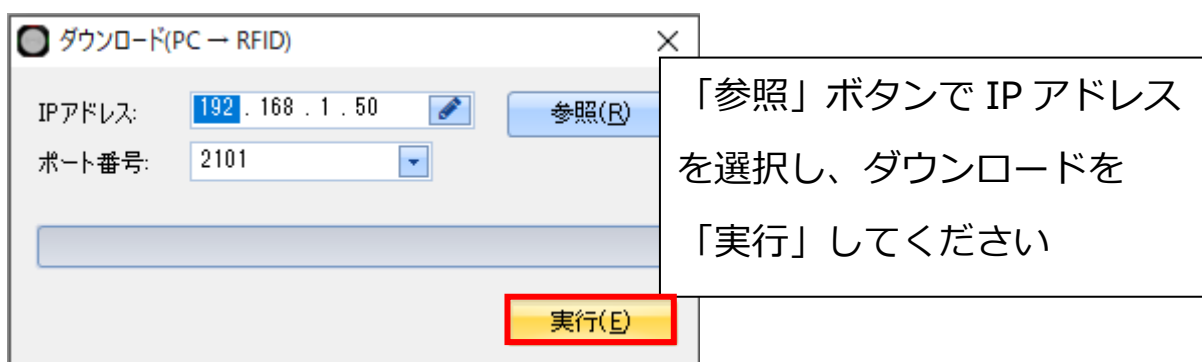 ダウンロード(PC → RFID)
IPアドレス: 192 . 168 . 1 . 50 参照(R)
ポート番号: 2101
実行(E)
「参照」ボタンで IP アドレス
を選択し、ダウンロードを
「実行」してください